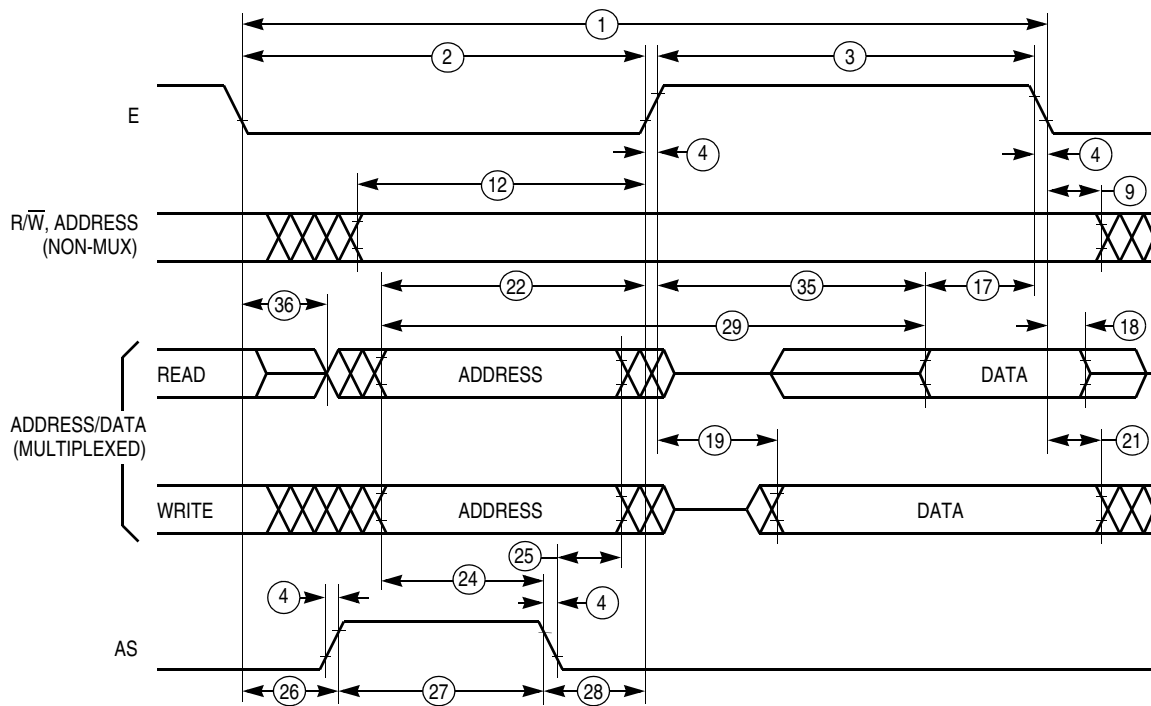 1
2
3
E
4
4
12
9
R/W̅, ADDRESS
(NON-MUX)
22
35
17
36
29
18
READ
ADDRESS
DATA
ADDRESS/DATA
(MULTIPLEXED)
19
21
WRITE
ADDRESS
DATA
25
24
4
4
AS
26
27
28